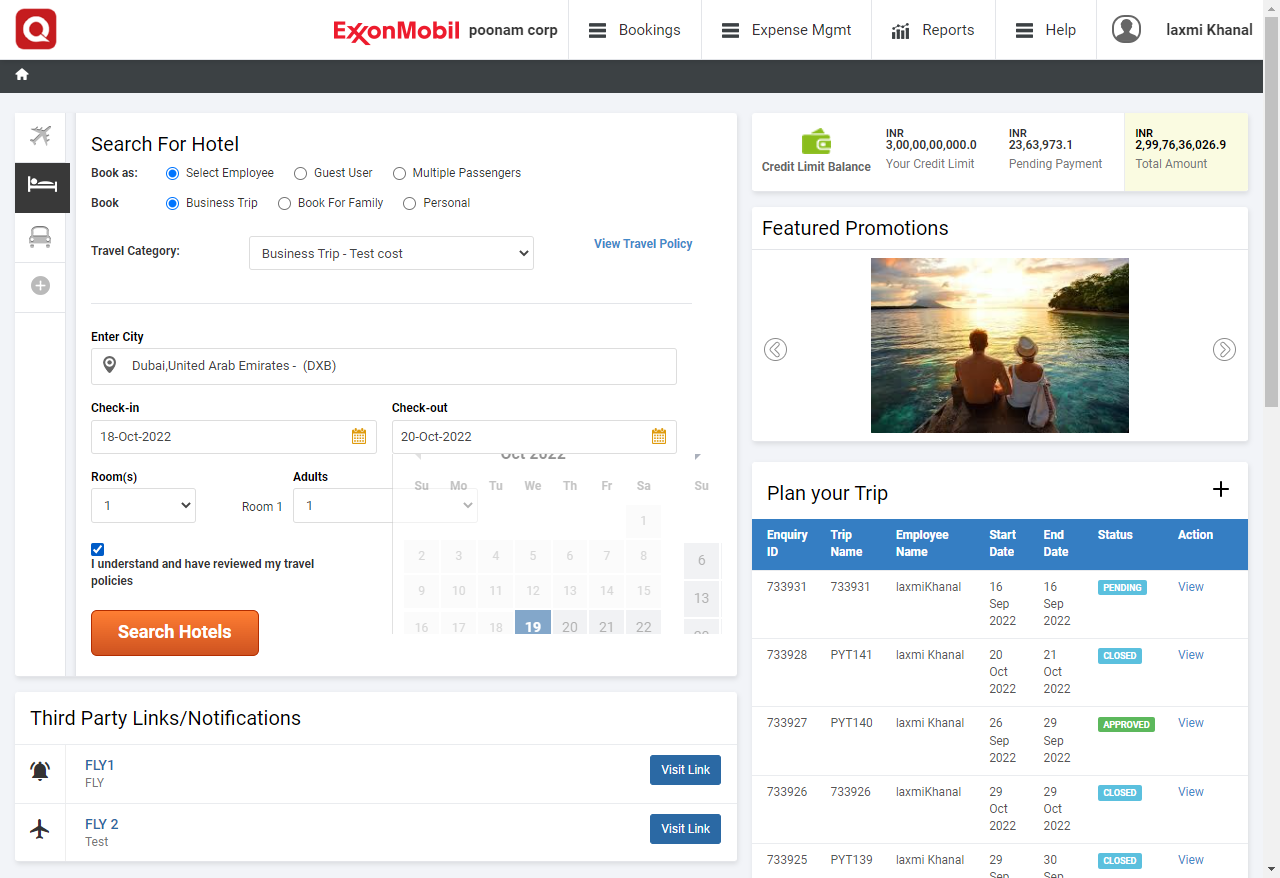 Q
ExxonMobil poonam corp
Bookings
Expense Mgmt
Reports
Help
laxmi Khanal
Search For Hotel
Book as:
Select Employee
Guest User
Multiple Passengers
Book
Business Trip
Book For Family
Personal
Travel Category:
Business Trip - Test cost
View Travel Policy
Enter City
Dubai,United Arab Emirates - (DXB)
Check-in
Check-out
18-Oct-2022
20-Oct-2022
Oct 2022
Su Mo Tu We Th Fr Sa Su
1
2 3 4 5 6 7 8 6
9 10 11 12 13 14 15 13
16 17 18 19 20 21 22
Room(s)
Adults
1
Room 1
1
I understand and have reviewed my travel
policies
Search Hotels
Third Party Links/Notifications
FLY1
FLY
Visit Link
FLY 2
Test
Visit Link
Credit Limit Balance
INR
3,00,00,00,000.0
Your Credit Limit
INR
23,63,973.1
Pending Payment
INR
2,99,76,36,026.9
Total Amount
Featured Promotions
Plan your Trip
Enquiry ID Trip Name Employee Name Start Date End Date Status Action
733931 733931 laxmiKhanal 16 Sep 2022 16 Sep 2022 PENDING View
733928 PYT141 laxmi Khanal 20 Oct 2022 21 Oct 2022 CLOSED View
733927 PYT140 laxmi Khanal 26 Sep 2022 29 Sep 2022 APPROVED View
733926 733926 laxmiKhanal 29 Oct 2022 29 Oct 2022 CLOSED View
733925 PYT139 laxmi Khanal 29 Sep 30 Sep CLOSED View